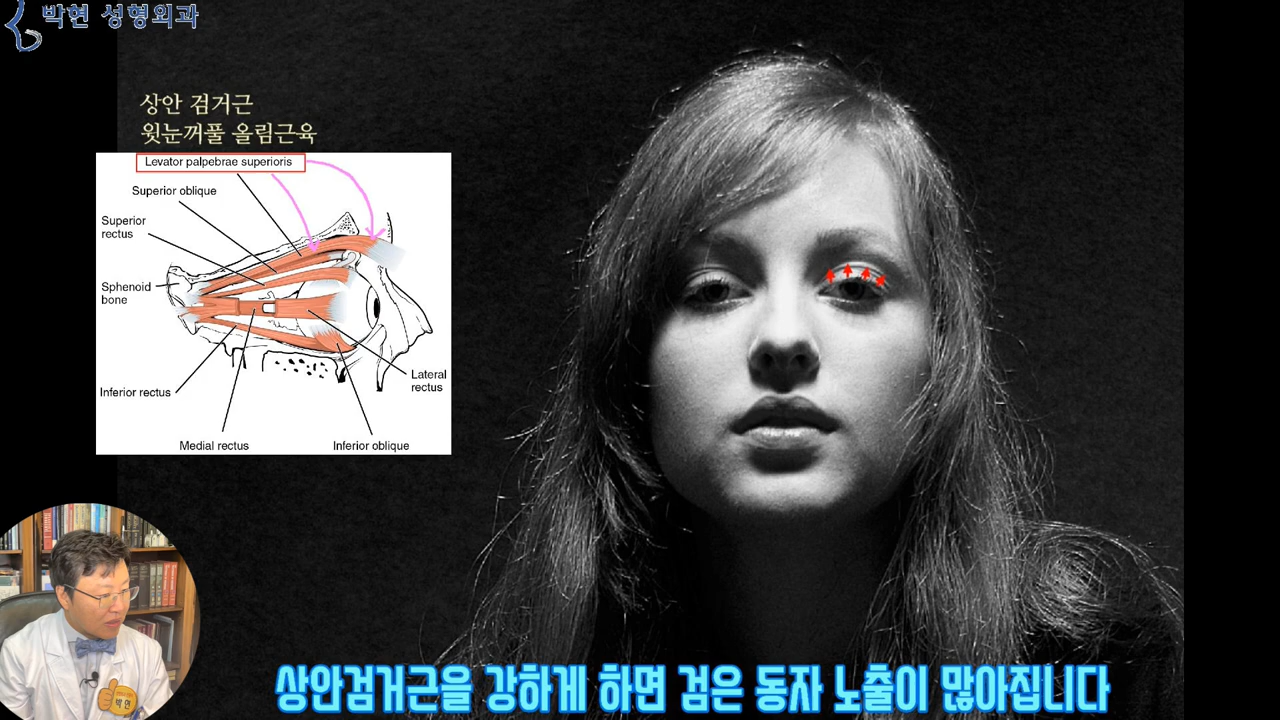 박현 성형외과
상안 검거근
윗눈꺼풀 올림근육
Levator palpebrae superioris
Superior oblique
Superior
rectus
Sphenoid
bone
Inferior rectus
Medial rectus
Inferior oblique
Lateral
rectus
박현
상안검거근을 강하게 하면 검은 동자 노출이 많아집니다